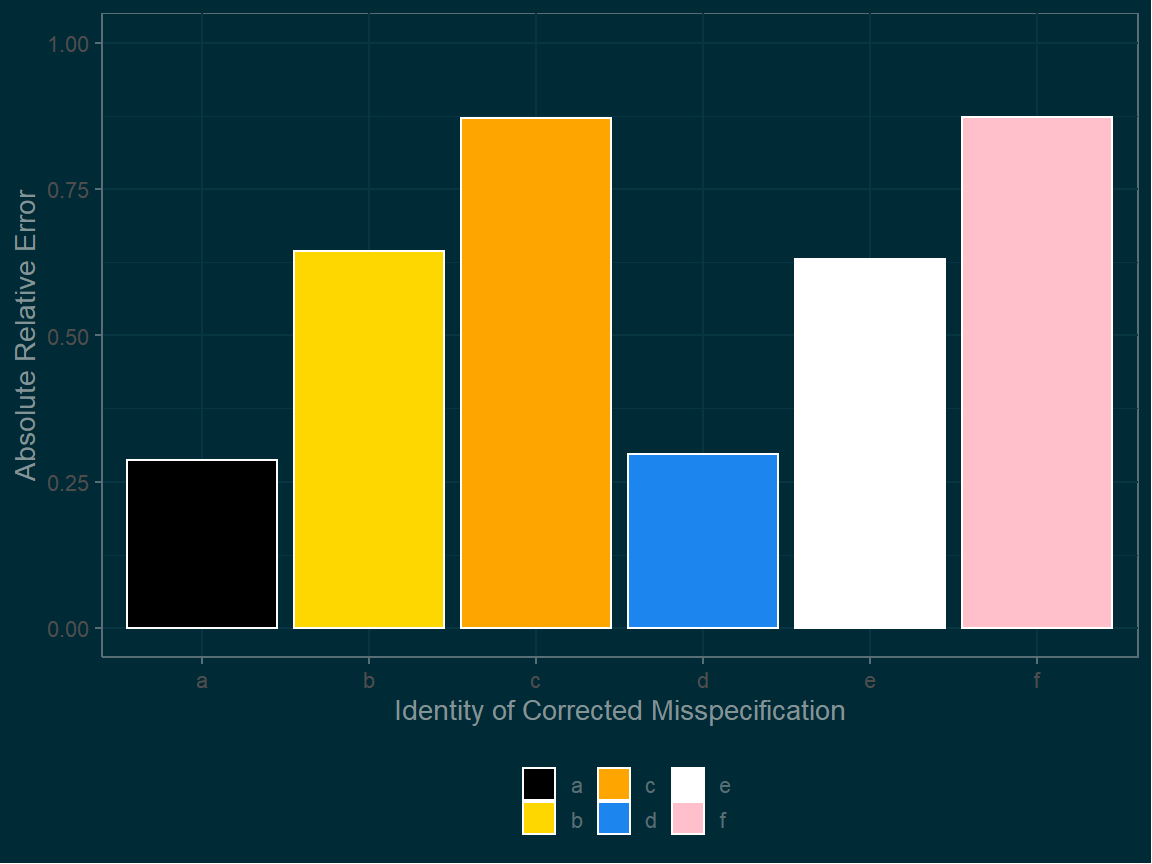 Absolute Relative Error
1.00
0.75
0.50
0.25
0.00
a b c d e f
Identity of Corrected Misspecification
a c e
b d f